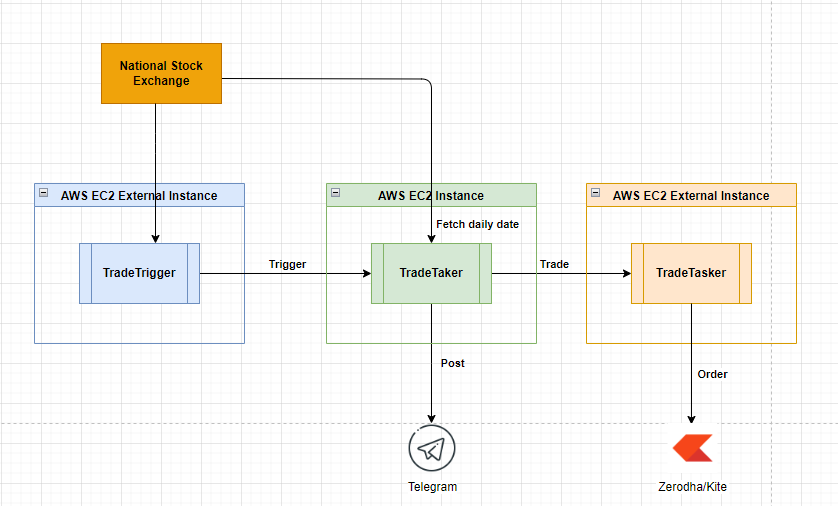 National Stock
Exchange
AWS EC2 External Instance
AWS EC2 Instance
AWS EC2 External Instance
Fetch daily date
TradeTrigger
Trigger
TradeTaker
Trade
TradeTasker
Post
Order
Telegram
Zerodha/Kite